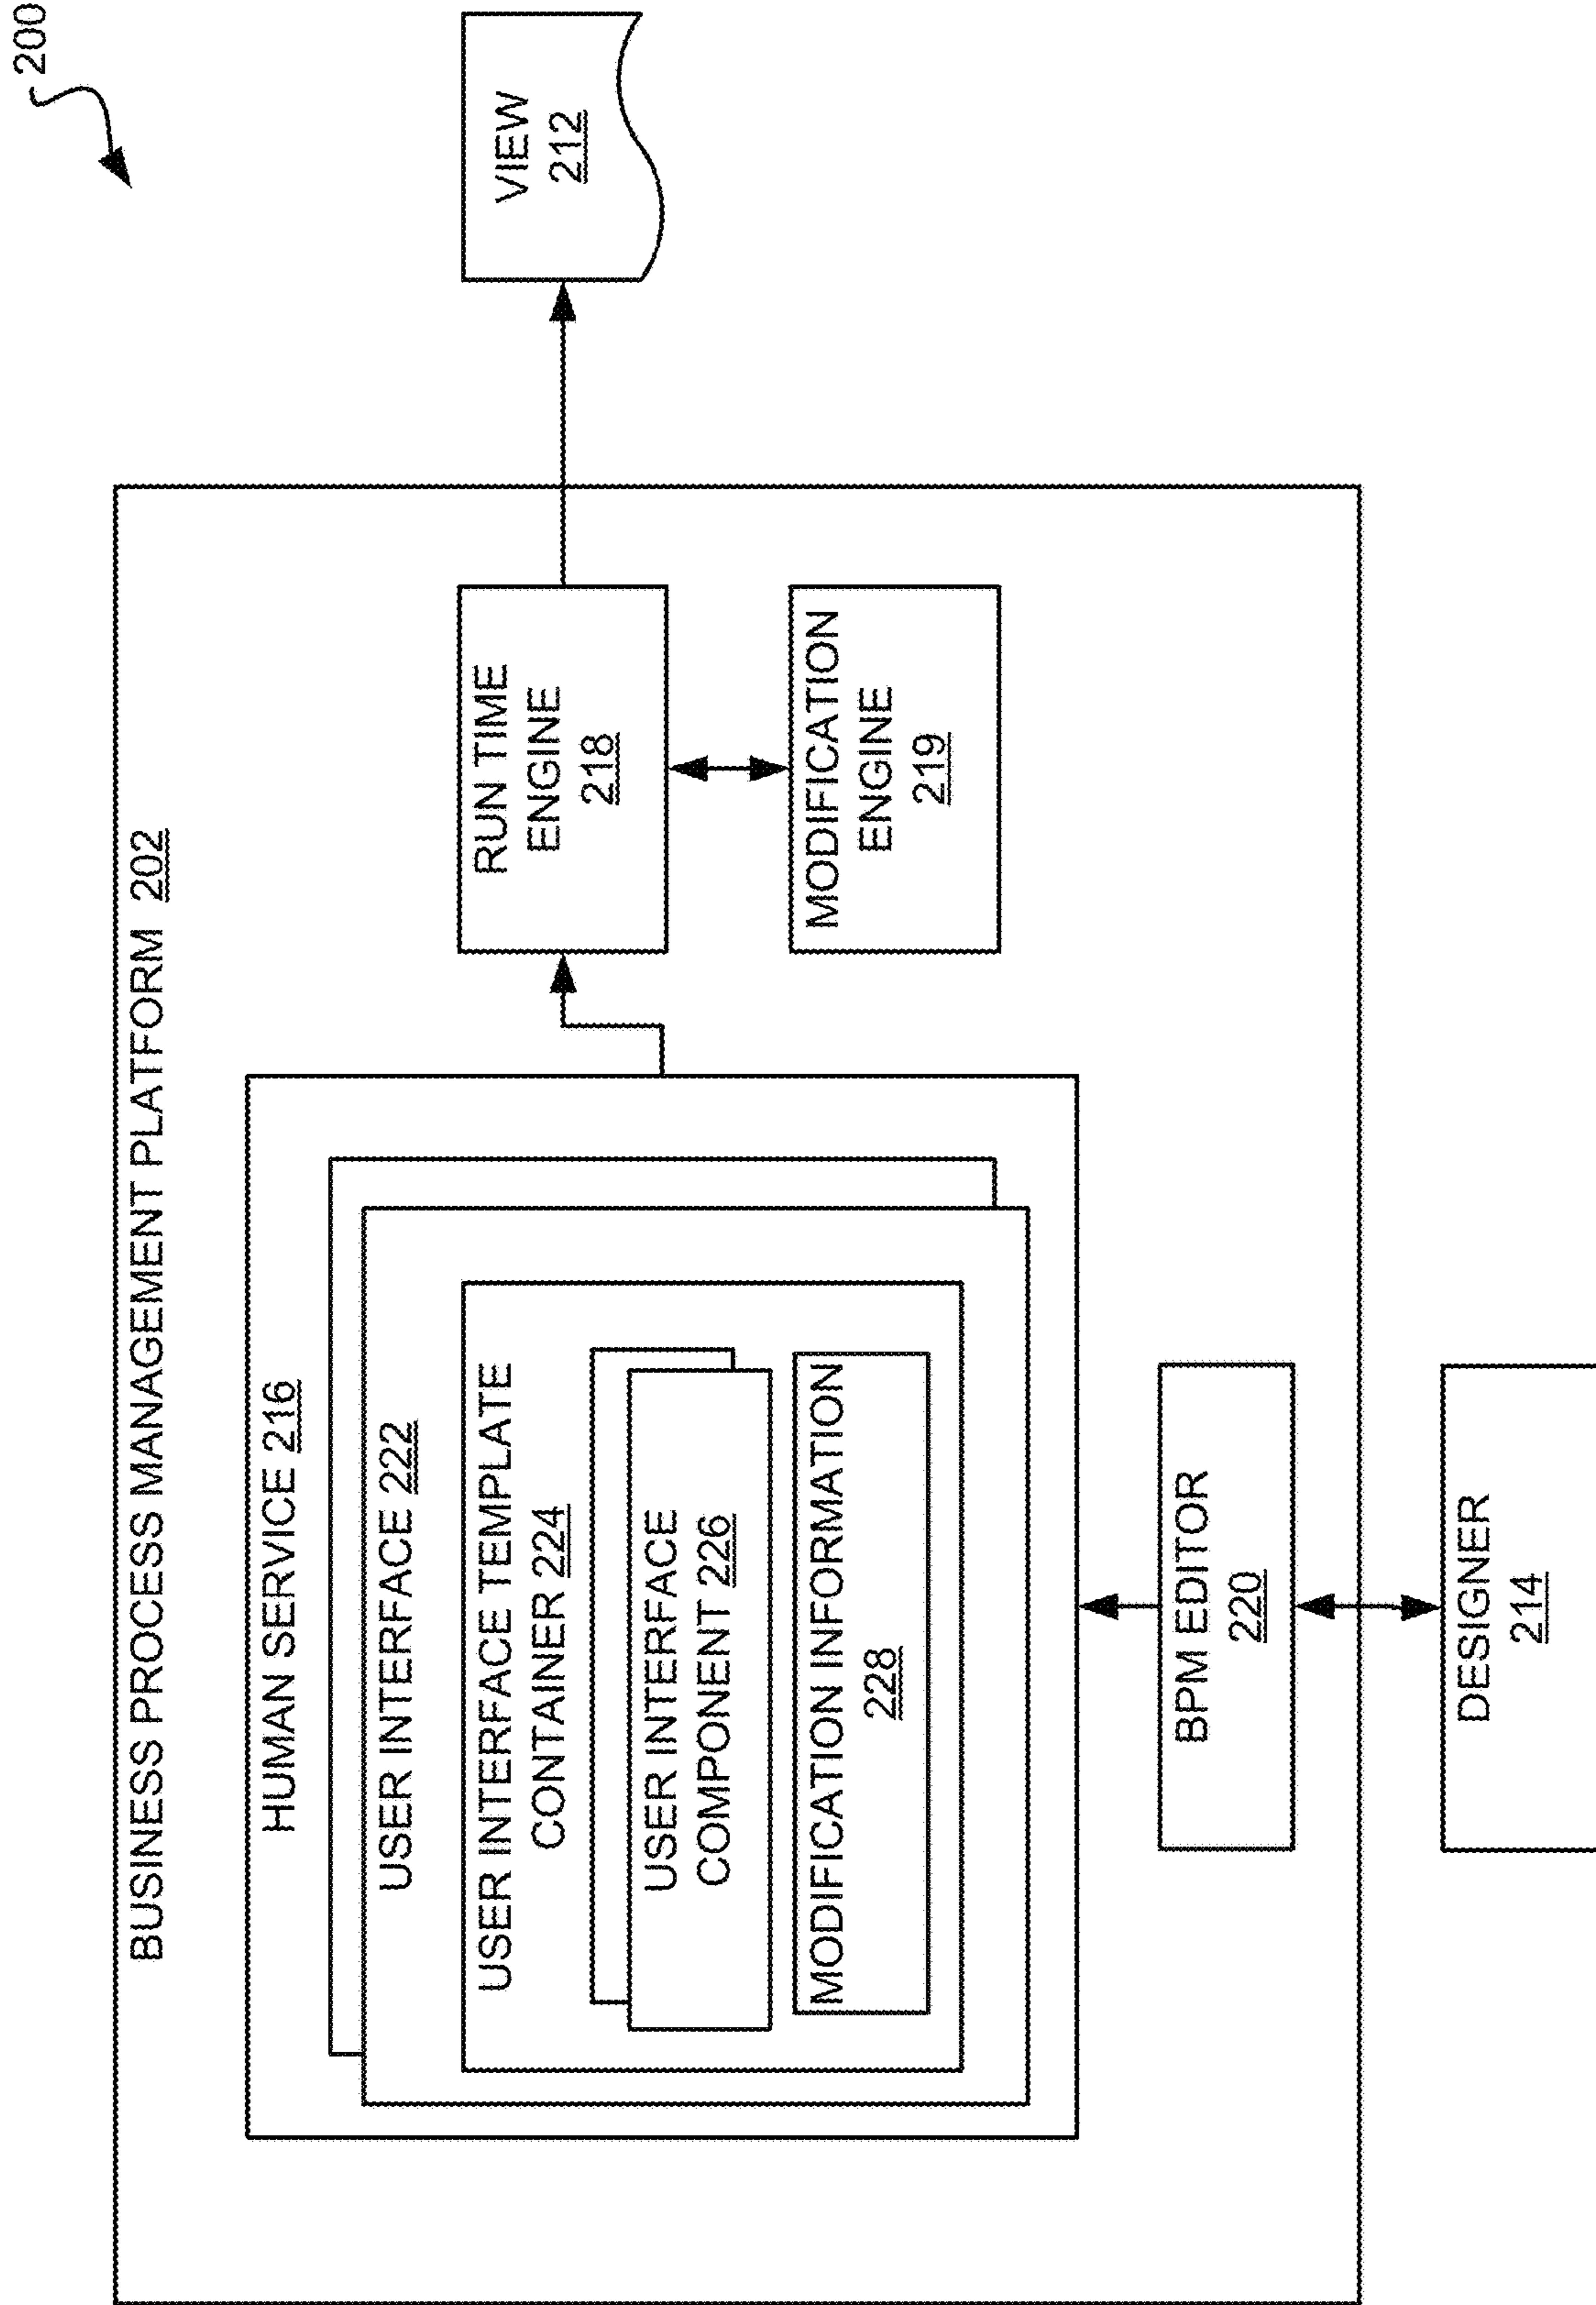 200
BUSINESS PROCESS MANAGEMENT PLATFORM 202
HUMAN SERVICE 216
USER INTERFACE 222
USER INTERFACE TEMPLATE
CONTAINER 224
USER INTERFACE
COMPONENT 226
MODIFICATION INFORMATION
228
RUN TIME
ENGINE
218
MODIFICATION
ENGINE
219
VIEW
212
BPM EDITOR
220
DESIGNER
214